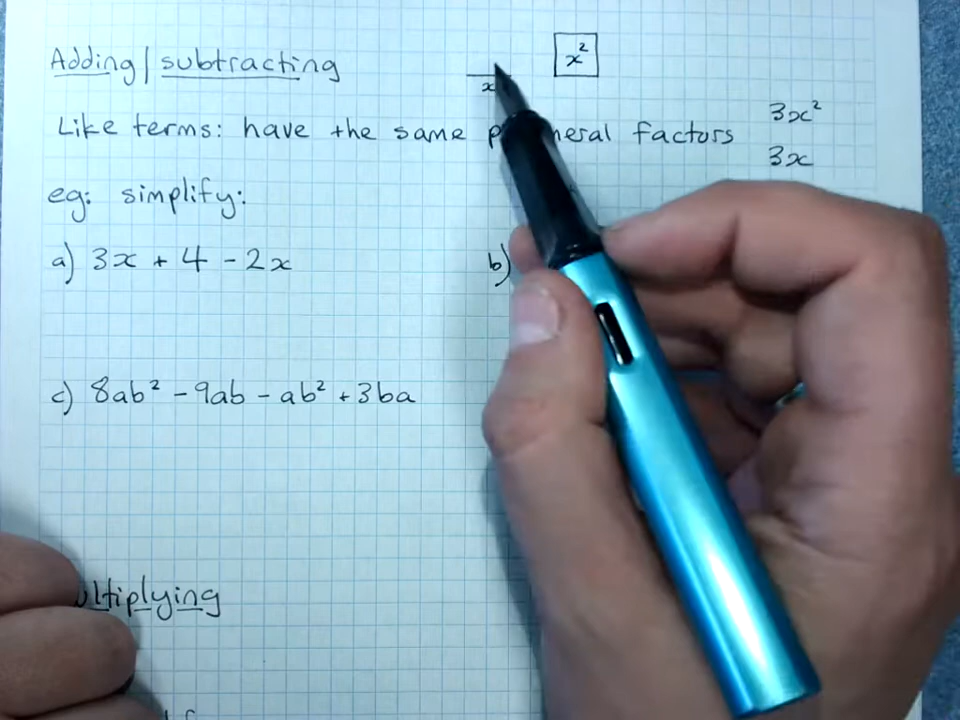 Adding/subtracting
x
x²
Like terms: have the same factors
3x²
3x
eg: simplify:
a) 3x + 4 - 2x
b)
c) 8ab² - 9ab - ab² + 3ba